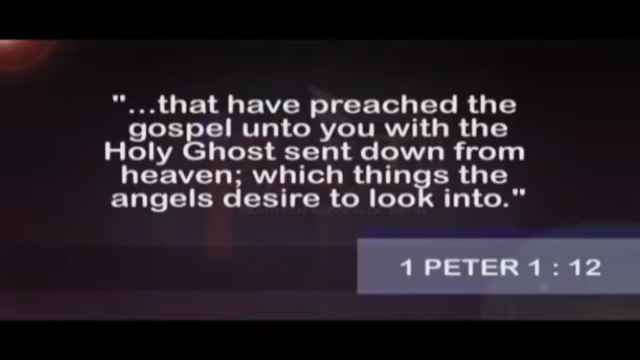 "...that have preached the
gospel unto you with the
Holy Ghost sent down from
heaven; which things the
angels desire to look into."
1 PETER 1 : 12